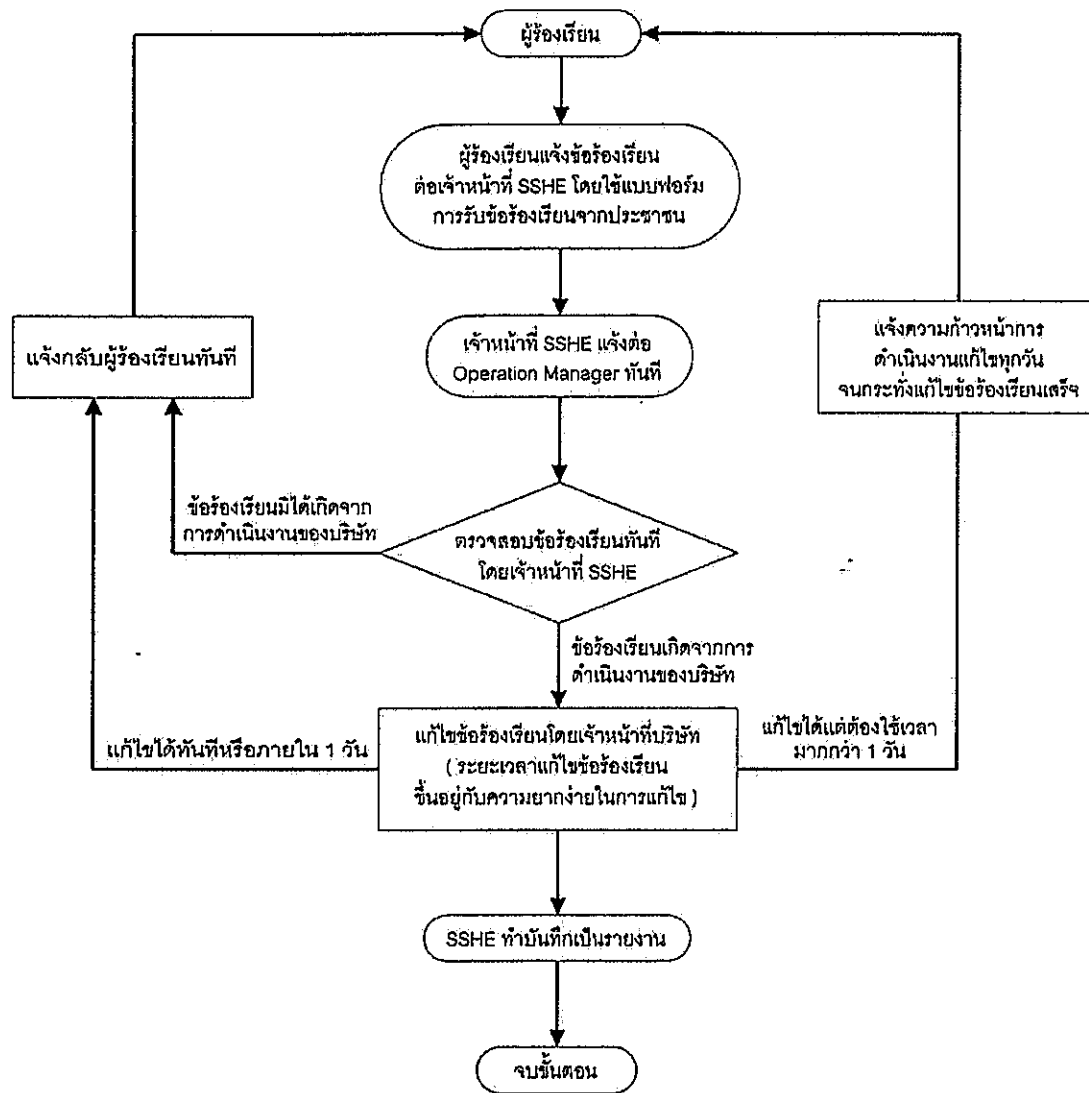 ผู้ร้องเรียน
ผู้ร้องเรียนแจ้งข้อร้องเรียน
ต่อเจ้าหน้าที่ SSHE โดยใช้แบบฟอร์ม
การรับข้อร้องเรียนจากประชาชน
แจ้งกลับผู้ร้องเรียนทันที
เจ้าหน้าที่ SSHE แจ้งต่อ
Operation Manager ทันที
แจ้งความก้าวหน้าการ
ดำเนินงานแก้ไขทุกวัน
จนกระทั่งแก้ไขข้อร้องเรียนเสร็จ
ข้อร้องเรียนมิได้เกิดจาก
การดำเนินงานของบริษัท
ตรวจสอบข้อร้องเรียนทันที
โดยเจ้าหน้าที่ SSHE
ข้อร้องเรียนเกิดจากการ
ดำเนินงานของบริษัท
แก้ไขได้ทันทีหรือภายใน 1 วัน
แก้ไขข้อร้องเรียนโดยเจ้าหน้าที่บริษัท
( ระยะเวลาแก้ไขข้อร้องเรียน
ขึ้นอยู่กับความยากง่ายในการแก้ไข )
แก้ไขได้แต่ต้องใช้เวลา
มากกว่า 1 วัน
SSHE ทำบันทึกเป็นรายงาน
จบขั้นตอน